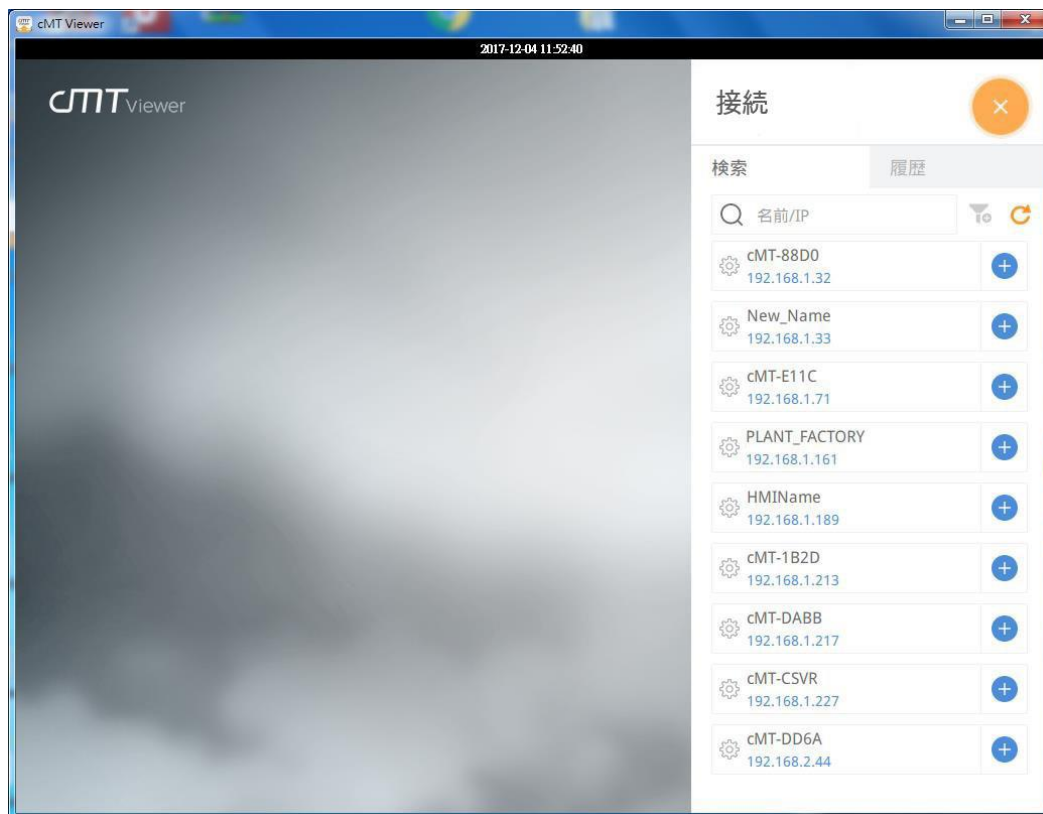 cMT Viewer
2017-12-04 11:52:40
cMT Viewer
接続
検索
履歴
名前/IP
cMT-88D0
192.168.1.32
New_Name
192.168.1.33
cMT-E11C
192.168.1.71
PLANT_FACTORY
192.168.1.161
HMIName
192.168.1.189
cMT-1B2D
192.168.1.213
cMT-DABB
192.168.1.217
cMT-CSVR
192.168.1.227
cMT-DD6A
192.168.2.44